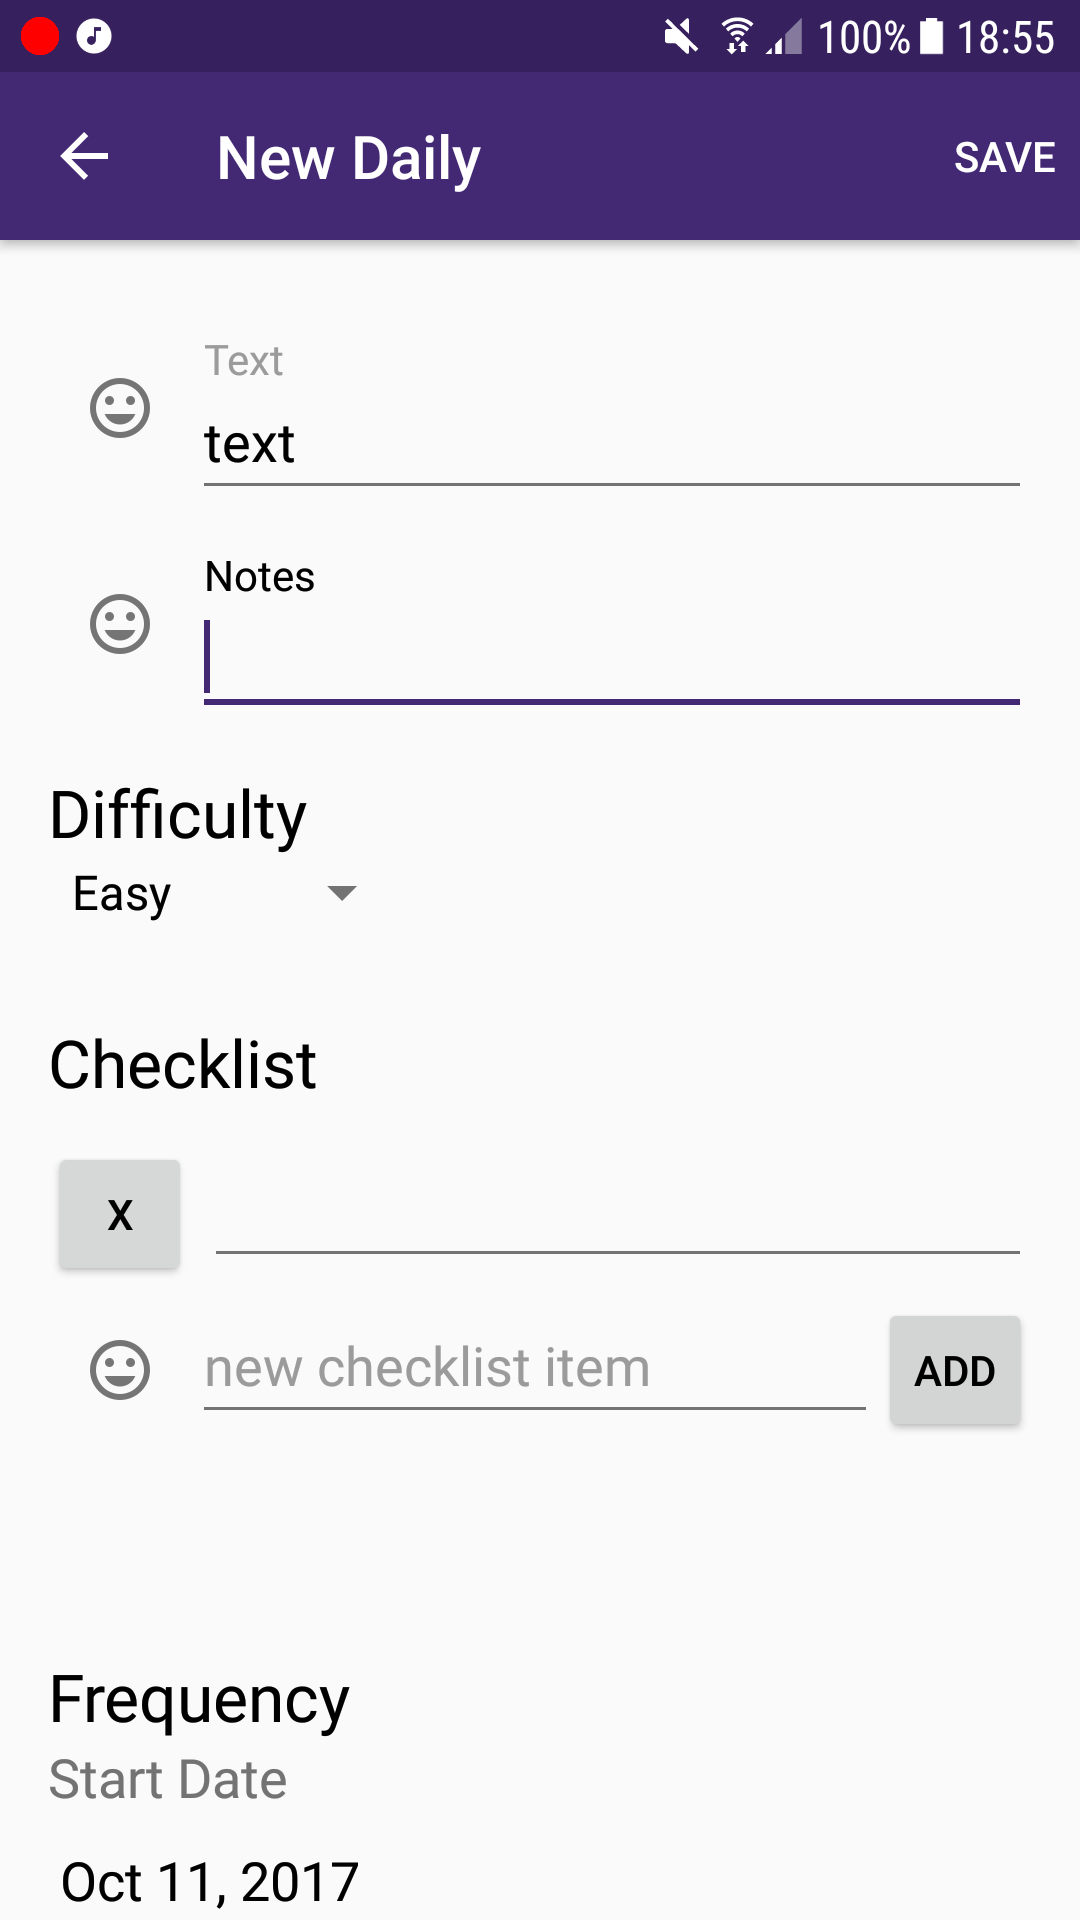 100% 18:55
New Daily SAVE
Text
text
Notes
Difficulty
Easy
Checklist
X
new checklist item ADD
Frequency
Start Date
Oct 11, 2017